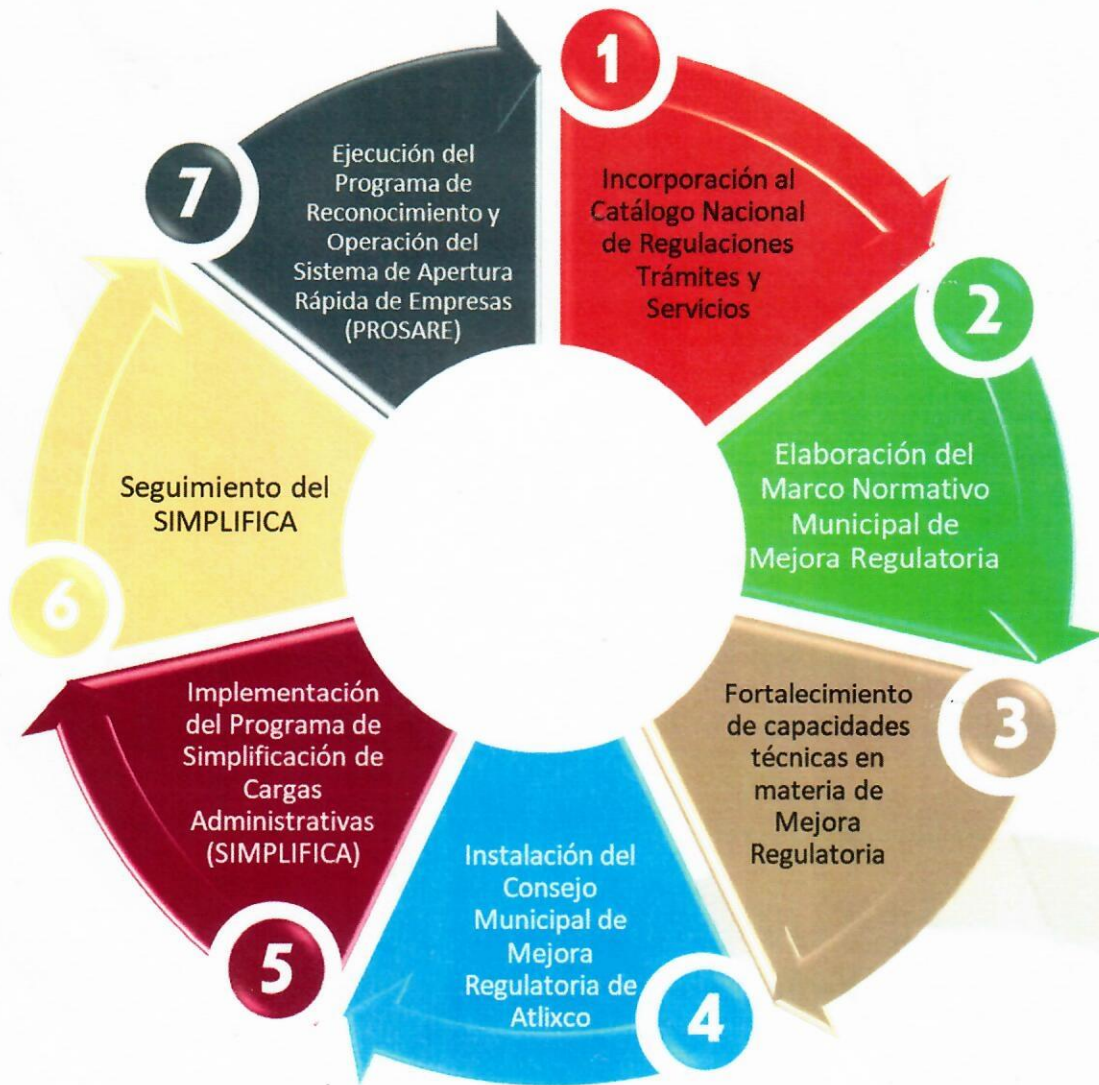 1
Incorporación al
Catálogo Nacional
de Regulaciones
Trámites y
Servicios
2
Elaboración del
Marco Normativo
Municipal de
Mejora Regulatoria
3
Fortalecimiento
de capacidades
técnicas en
materia de
Mejora
Regulatoria
4
Instalación del
Consejo
Municipal de
Mejora
Regulatoria de
Atlixco
5
Implementación
del Programa de
Simplificación de
Cargas
Administrativas
(SIMPLIFICA)
6
Seguimiento del
SIMPLIFICA
7
Ejecución del
Programa de
Reconocimiento y
Operación del
Sistema de Apertura
Rápida de Empresas
(PROSARE)